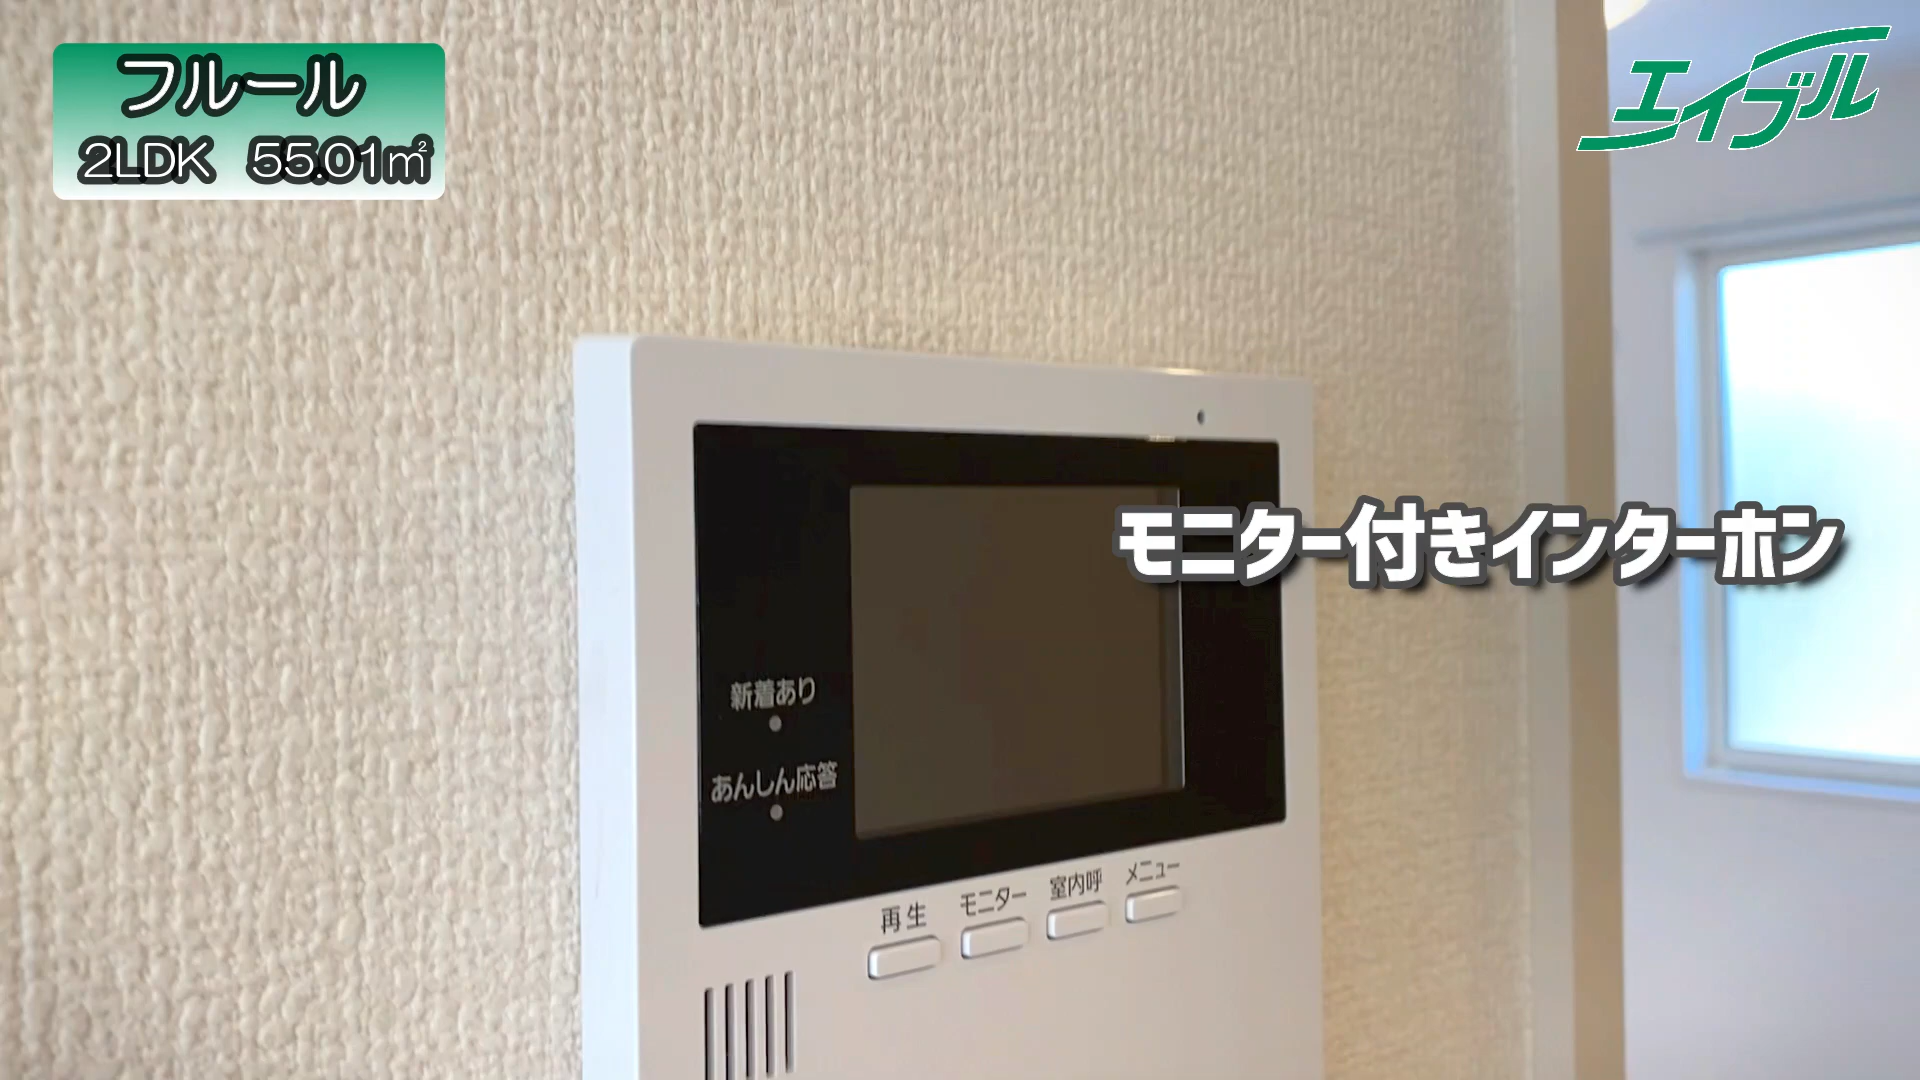 フルール
2LDK 55.01㎡
エイブル
モニター付きインターホン
新着あり
あんしん応答
再生
モニター
室内呼
メニュー